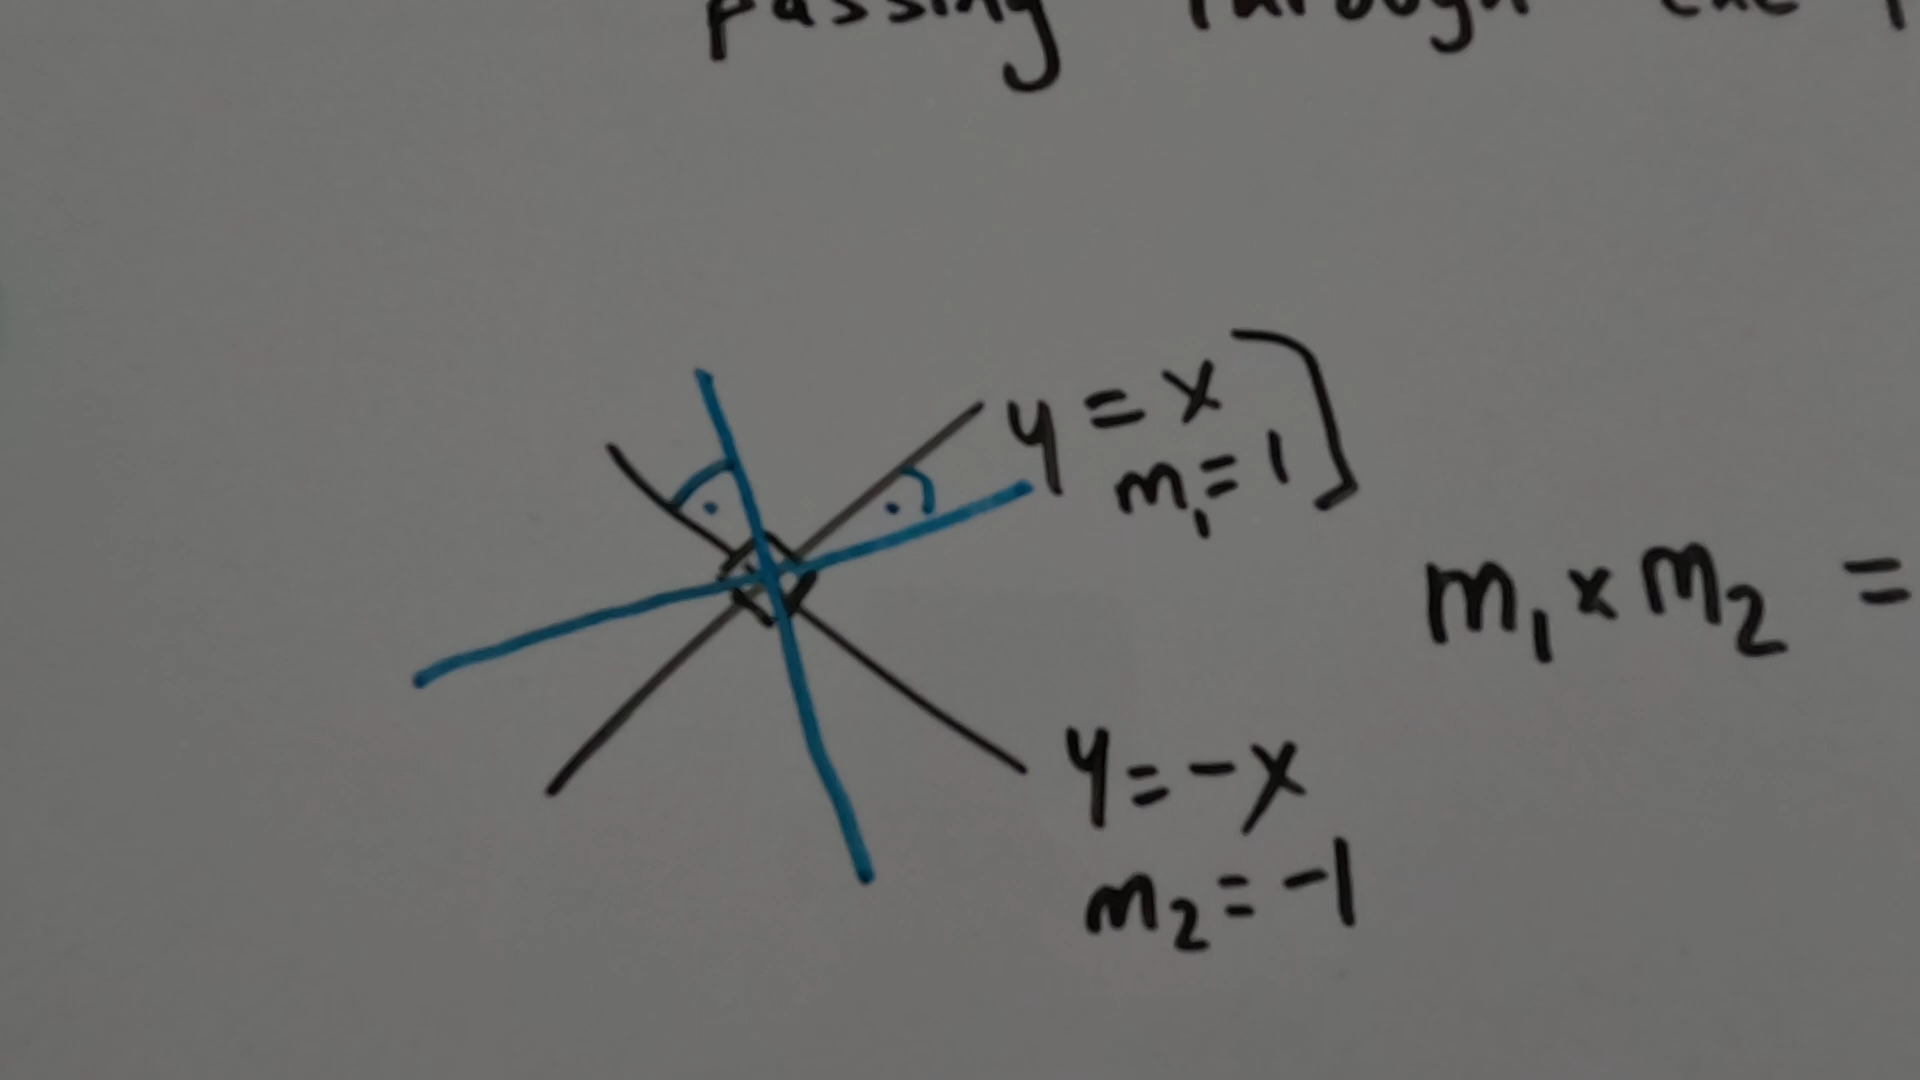 passing through the
y = x
m₁ = 1
m₁ × m₂ =
y = -x
m₂ = -1